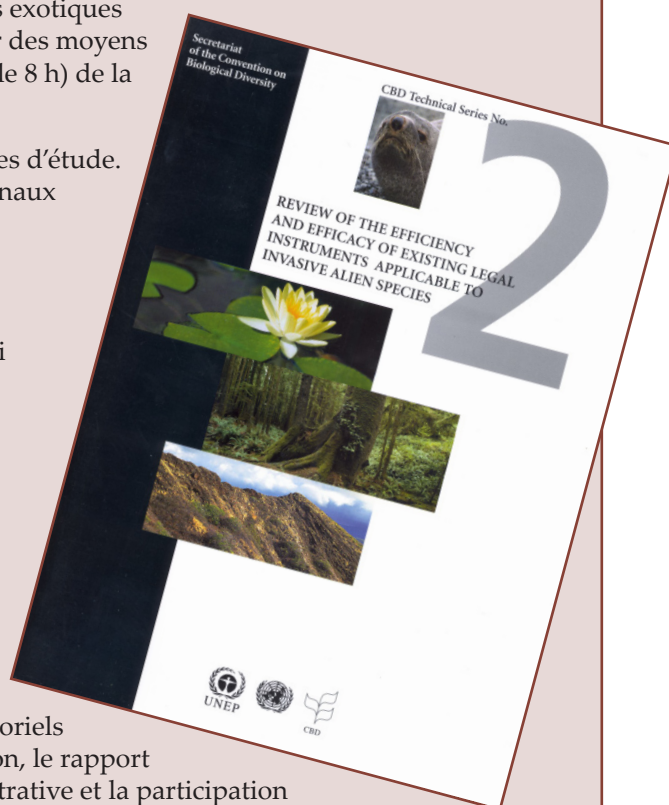 s exotiques
r des moyens
le 8 h) de la
es d'étude.
naux
i
oriels
on, le rapport
trative et la participation
Secretariat
of the Convention on
Biological Diversity
CBD Technical Series No.
2
REVIEW OF THE EFFICIENCY
AND EFFICACY OF EXISTING LEGAL
INSTRUMENTS APPLICABLE TO
INVASIVE ALIEN SPECIES
UNEP
CBD